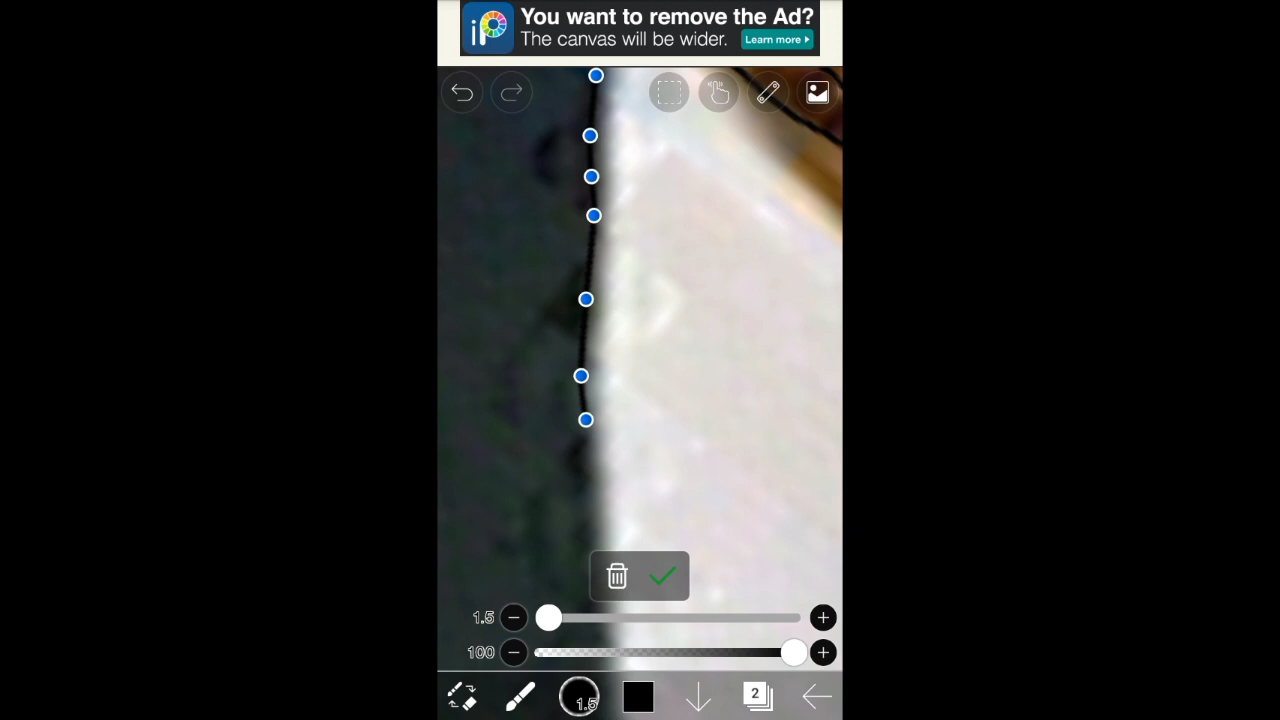 iP
You want to remove the Ad?
The canvas will be wider.
Learn more
1.5
100
1.5
2